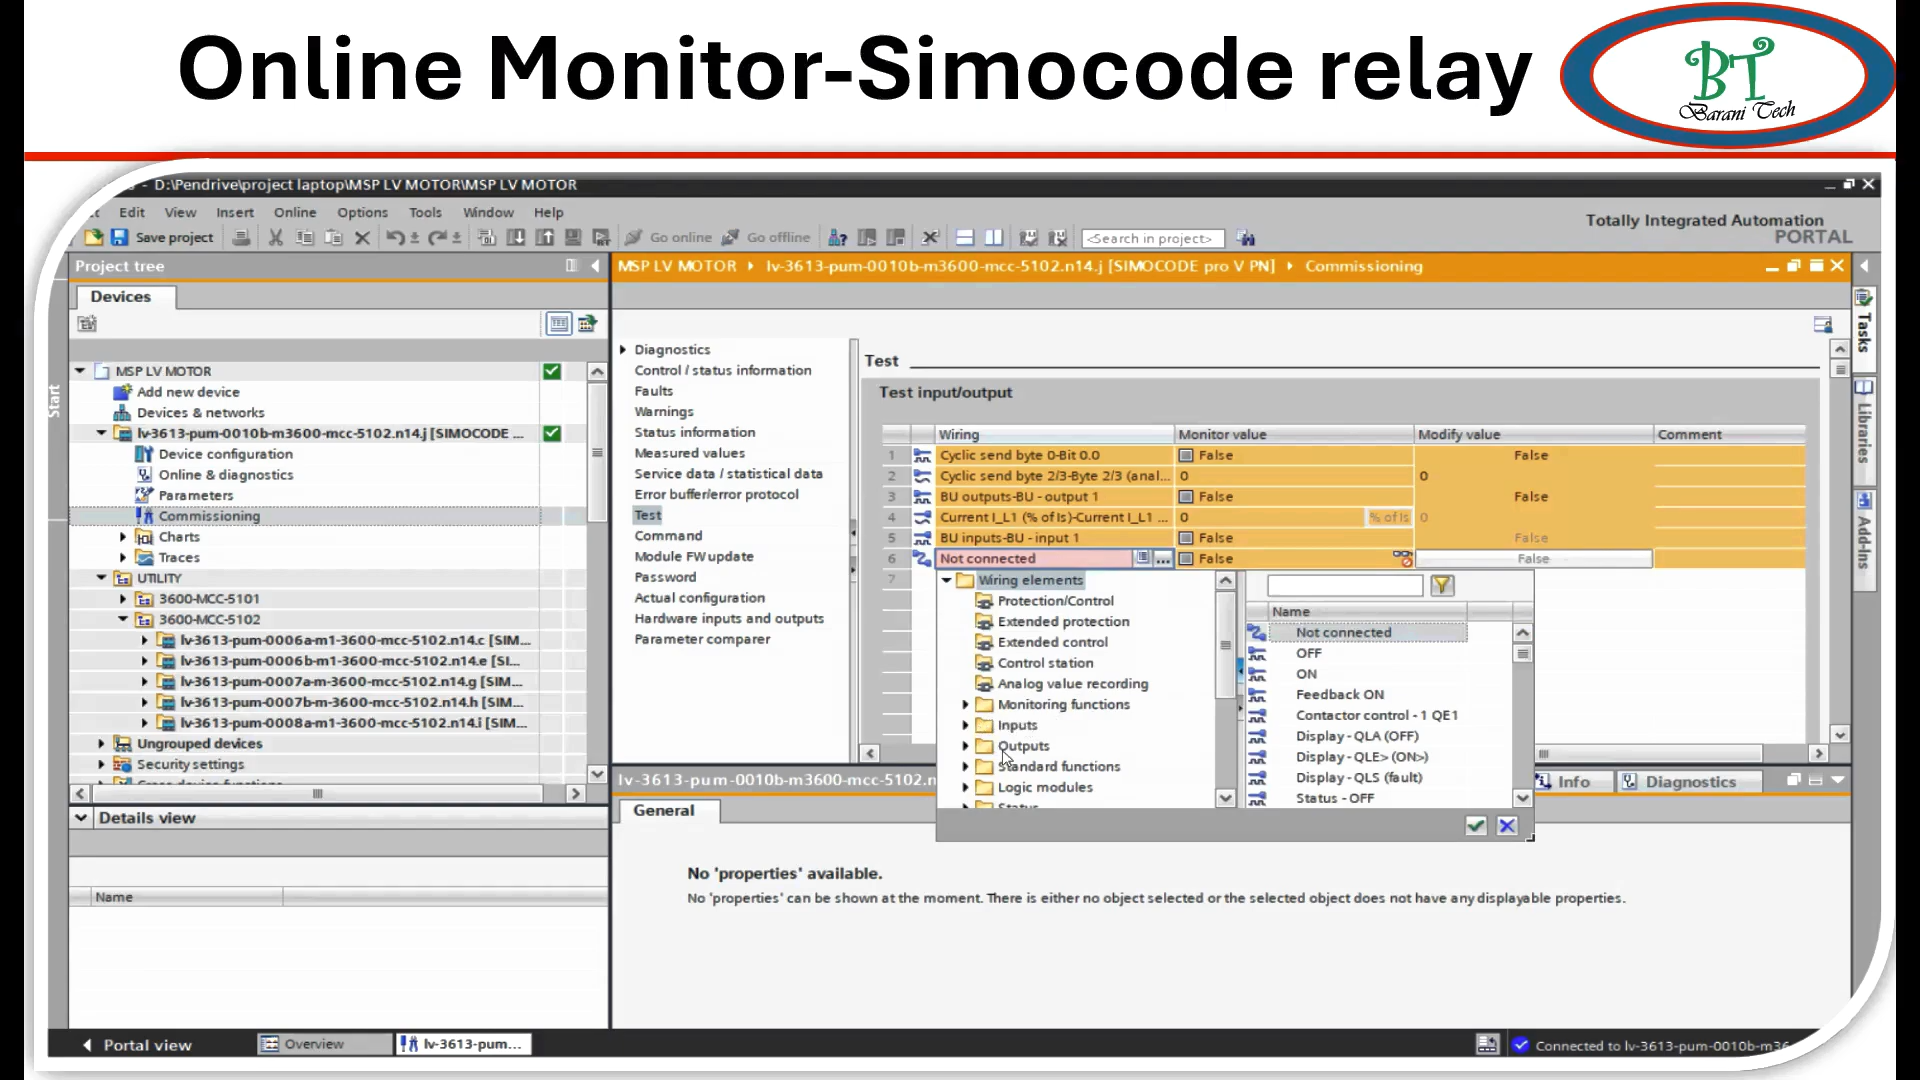 Online Monitor-Simocode relay
BT
Barani Tech
- D:\Pendrive\project laptop\MSP LV MOTOR\MSP LV MOTOR
Edit View Insert Online Options Tools Window Help
Totally Integrated Automation
PORTAL
Save project
Go online
Go offline
<Search in project>
Project tree
MSP LV MOTOR
lv-3613-pum-0010b-m3600-mcc-5102.n14.j [SIMOCODE pro V PN]
Commissioning
Devices
Start
MSP LV MOTOR
Add new device
Devices & networks
lv-3613-pum-0010b-m3600-mcc-5102.n14.j [SIMOCODE ...
Device configuration
Online & diagnostics
Parameters
Commissioning
Charts
Traces
UTILITY
3600-MCC-5101
3600-MCC-5102
lv-3613-pum-0006a-m1-3600-mcc-5102.n14.c [SIM...
lv-3613-pum-0006b-m1-3600-mcc-5102.n14.e [SI...
lv-3613-pum-0007a-m-3600-mcc-5102.n14.g [SIM...
lv-3613-pum-0007b-m-3600-mcc-5102.n14.h [SIM...
lv-3613-pum-0008a-m1-3600-mcc-5102.n14.i [SIM...
Ungrouped devices
Security settings
Details view
Name
Diagnostics
Control / status information
Faults
Warnings
Status information
Measured values
Service data / statistical data
Error buffer/error protocol
Test
Command
Module FW update
Password
Actual configuration
Hardware inputs and outputs
Parameter comparer
Test
Test input/output
Wiring Monitor value Modify value Comment
1 Cyclic send byte 0-Bit 0.0 False False
2 Cyclic send byte 2/3-Byte 2/3 (anal... 0 0
3 BU outputs-BU - output 1 False False
4 Current I_L1 (% of Is)-Current I_L1 ... 0 % of Is 0
5 BU inputs-BU - input 1 False False
6 Not connected ... False False
7
Wiring elements
Protection/Control
Extended protection
Extended control
Control station
Analog value recording
Monitoring functions
Inputs
Outputs
Standard functions
Logic modules
Status
Name
Not connected
OFF
ON
Feedback ON
Contactor control - 1 QE1
Display - QLA (OFF)
Display - QLE> (ON>)
Display - QLS (fault)
Status - OFF
Tasks
Libraries
Add-Ins
lv-3613-pum-0010b-m3600-mcc-5102.n
Info
Diagnostics
General
No 'properties' available.
No 'properties' can be shown at the moment. There is either no object selected or the selected object does not have any displayable properties.
Portal view
Overview
lv-3613-pum...
Connected to lv-3613-pum-0010b-m36